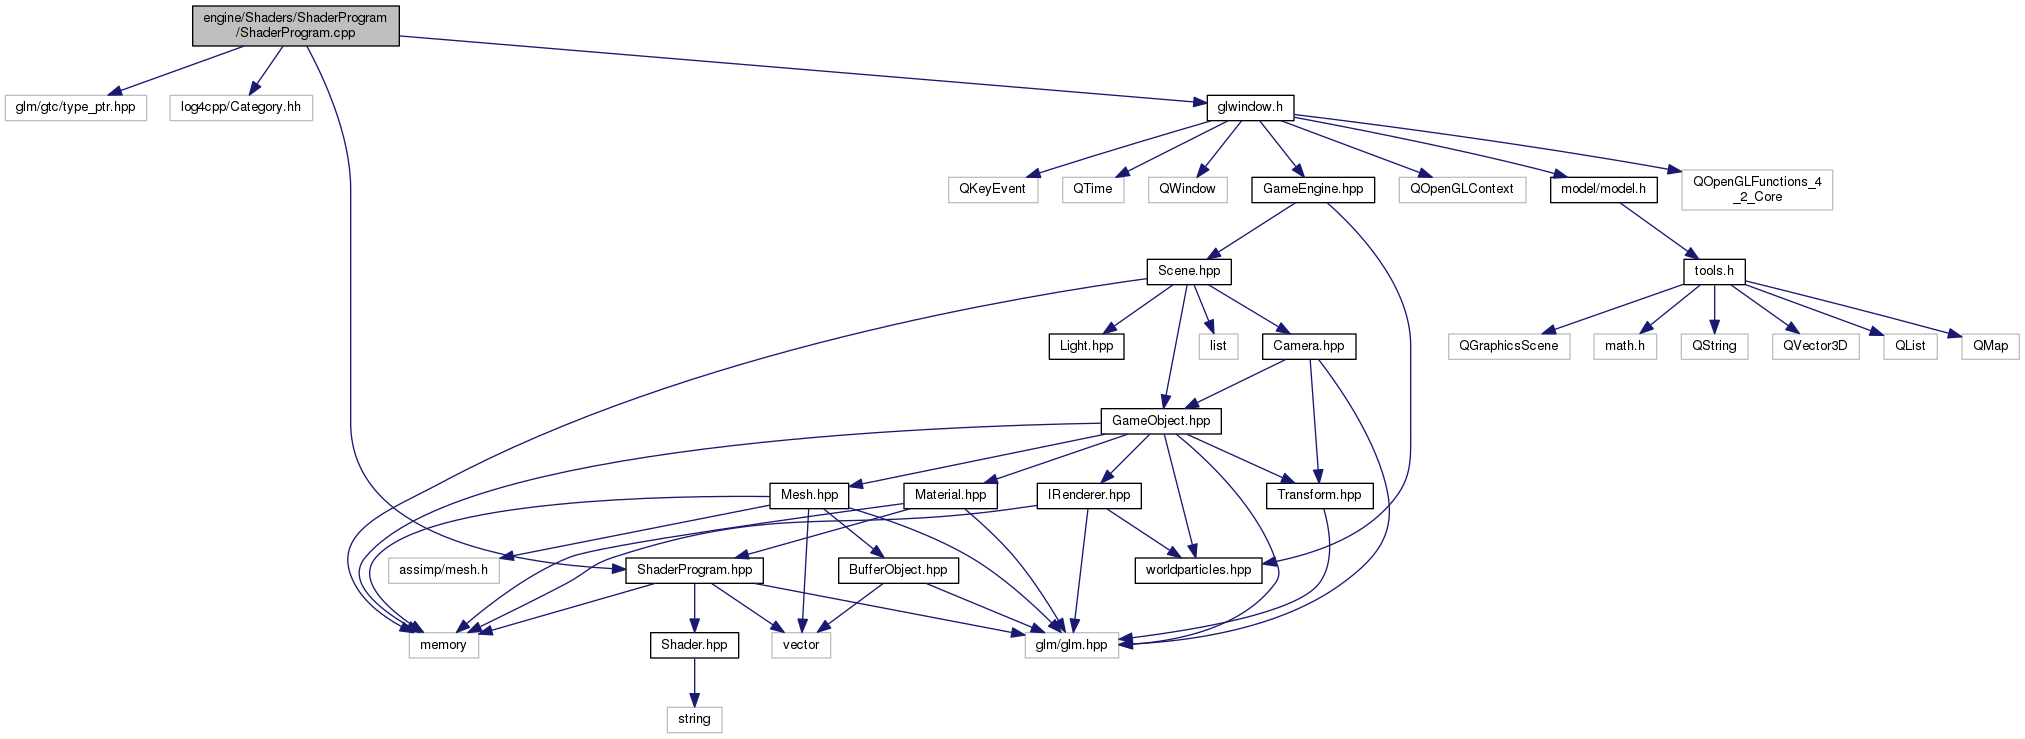 engine/Shaders/ShaderProgram
/ShaderProgram.cpp
glm/gtc/type_ptr.hpp
log4cpp/Category.hh
glwindow.h
QKeyEvent
QTime
QWindow
GameEngine.hpp
QOpenGLContext
model/model.h
QOpenGLFunctions_4
_2_Core
Scene.hpp
tools.h
Light.hpp
list
Camera.hpp
QGraphicsScene
math.h
QString
QVector3D
QList
QMap
GameObject.hpp
Mesh.hpp
Material.hpp
IRenderer.hpp
Transform.hpp
assimp/mesh.h
ShaderProgram.hpp
BufferObject.hpp
worldparticles.hpp
memory
Shader.hpp
vector
glm/glm.hpp
string